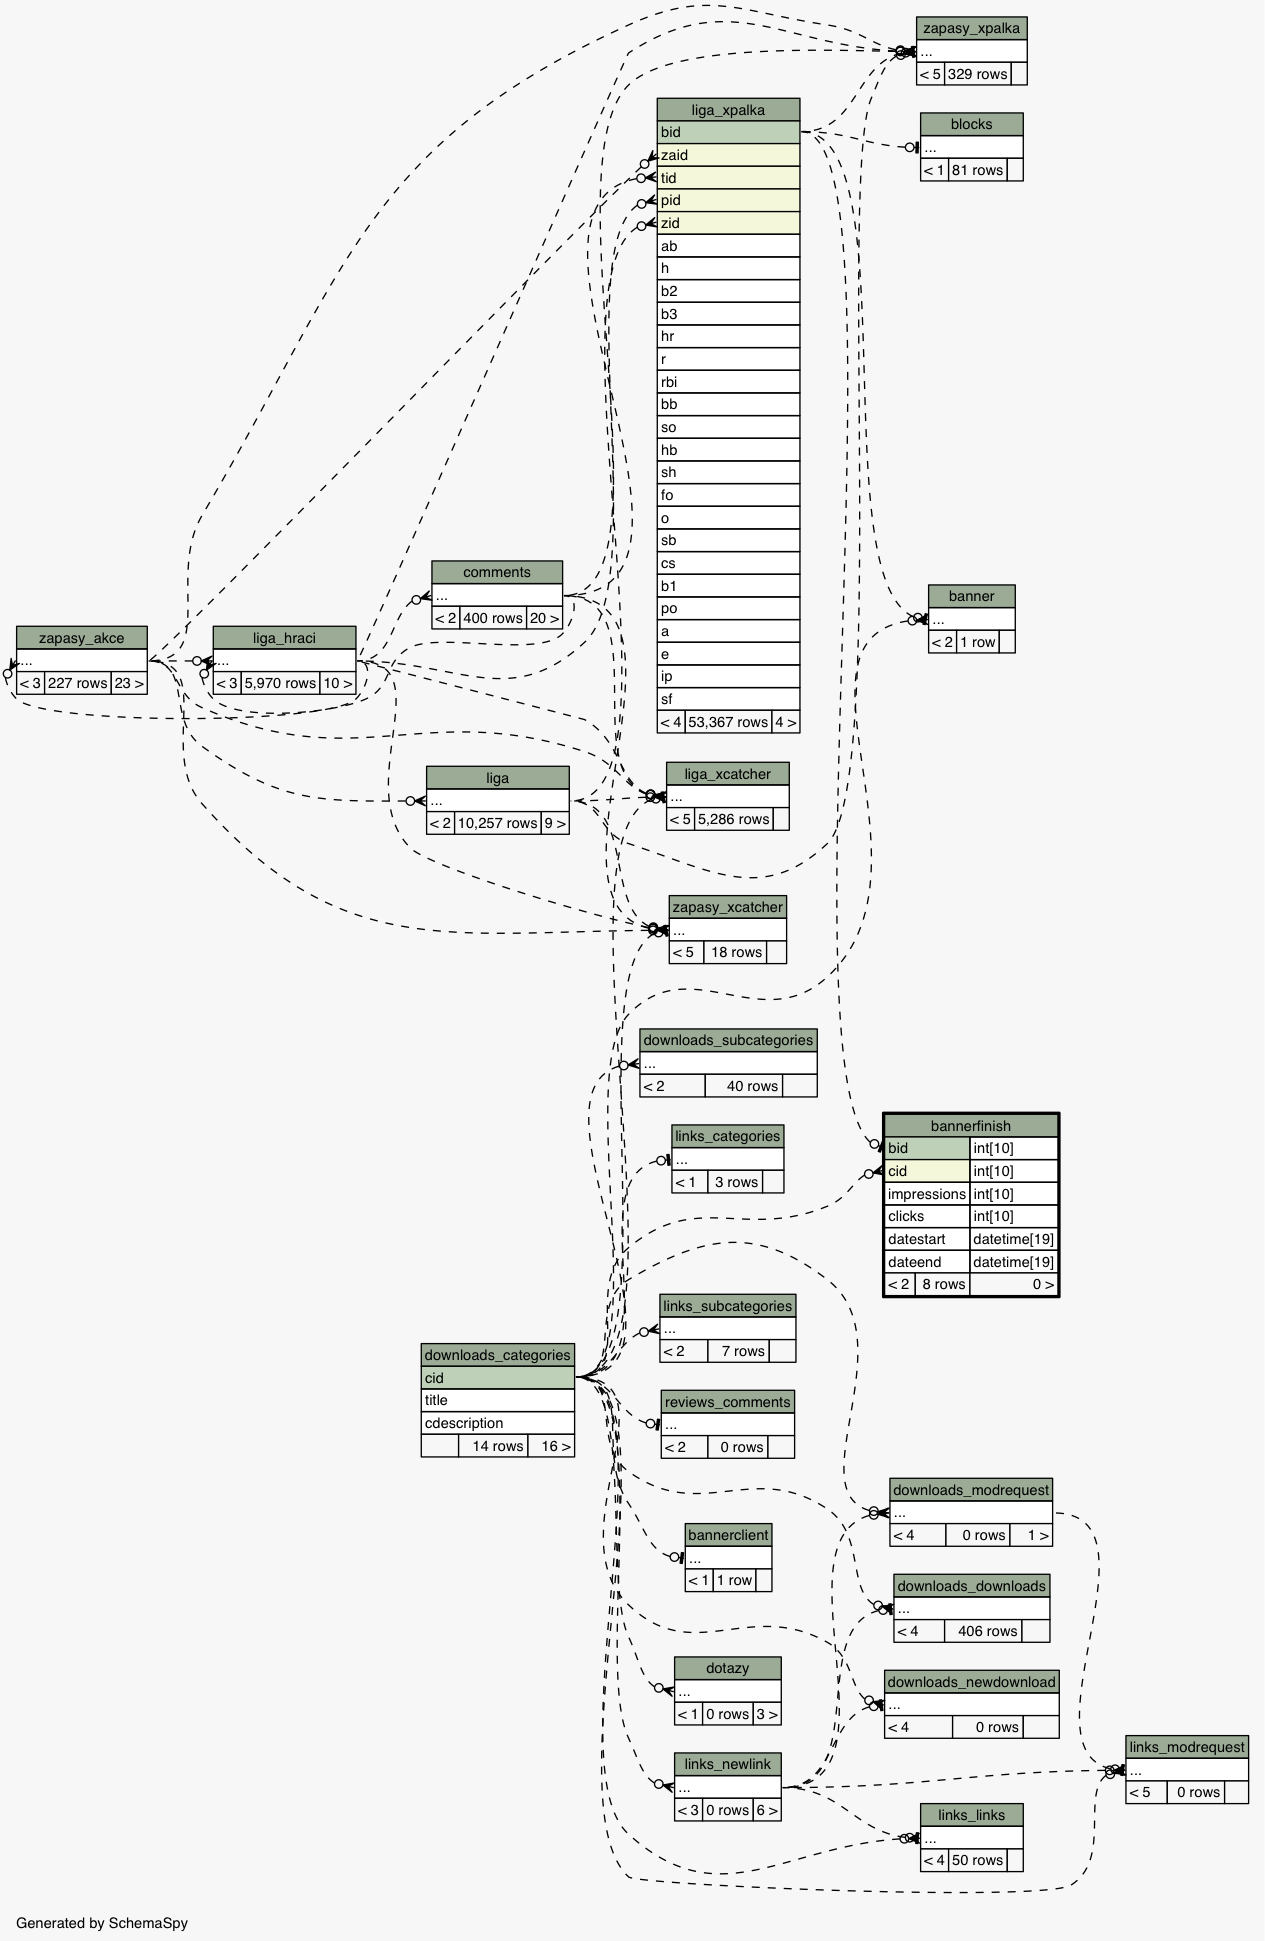 zapasy_xpalka
...
< 5 329 rows
liga_xpalka
bid
zaid
tid
pid
zid
ab
h
b2
b3
hr
r
rbi
bb
so
hb
sh
fo
o
sb
cs
b1
po
a
e
ip
sf
< 4 53,367 rows 4 >
blocks
...
< 1 81 rows
comments
...
< 2 400 rows 20 >
banner
...
< 2 1 row
zapasy_akce
...
< 3 227 rows 23 >
liga_hraci
...
< 3 5,970 rows 10 >
liga
...
< 2 10,257 rows 9 >
liga_xcatcher
...
< 5 5,286 rows
zapasy_xcatcher
...
< 5 18 rows
downloads_subcategories
...
< 2 40 rows
links_categories
...
< 1 3 rows
bannerfinish
bid int[10]
cid int[10]
impressions int[10]
clicks int[10]
datestart datetime[19]
dateend datetime[19]
< 2 8 rows 0 >
links_subcategories
...
< 2 7 rows
downloads_categories
cid
title
cdescription
14 rows 16 >
reviews_comments
...
< 2 0 rows
downloads_modrequest
...
< 4 0 rows 1 >
bannerclient
...
< 1 1 row
downloads_downloads
...
< 4 406 rows
dotazy
...
< 1 0 rows 3 >
downloads_newdownload
...
< 4 0 rows
links_modrequest
...
< 5 0 rows
links_newlink
...
< 3 0 rows 6 >
links_links
...
< 4 50 rows
Generated by SchemaSpy